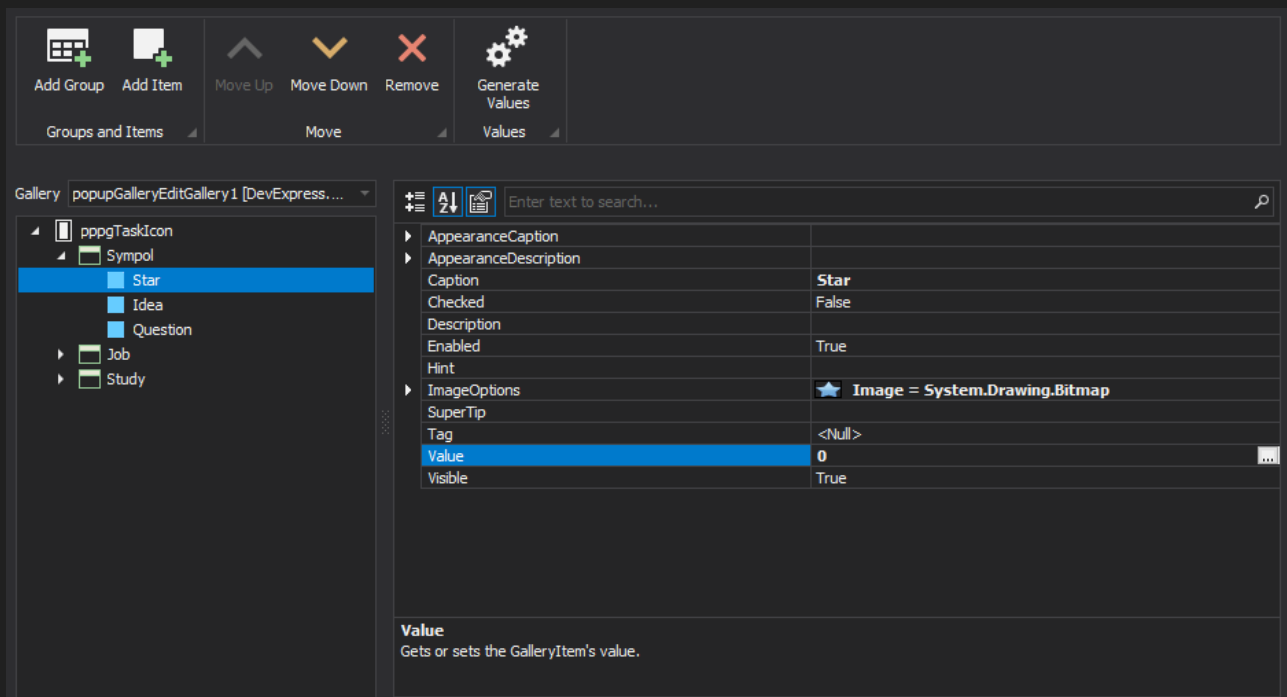 Add Group Add Item Move Up Move Down Remove Generate
Values
Groups and Items Move Values
Gallery popupGalleryEditGallery1 [DevExpress....
pppgTaskIcon
Sympol
Star
Idea
Question
Job
Study
A
Z
Enter text to search...
AppearanceCaption
AppearanceDescription
Caption Star
Checked False
Description
Enabled True
Hint
ImageOptions Image = System.Drawing.Bitmap
SuperTip
Tag <Null>
Value 0 ...
Visible True
Value
Gets or sets the GalleryItem's value.